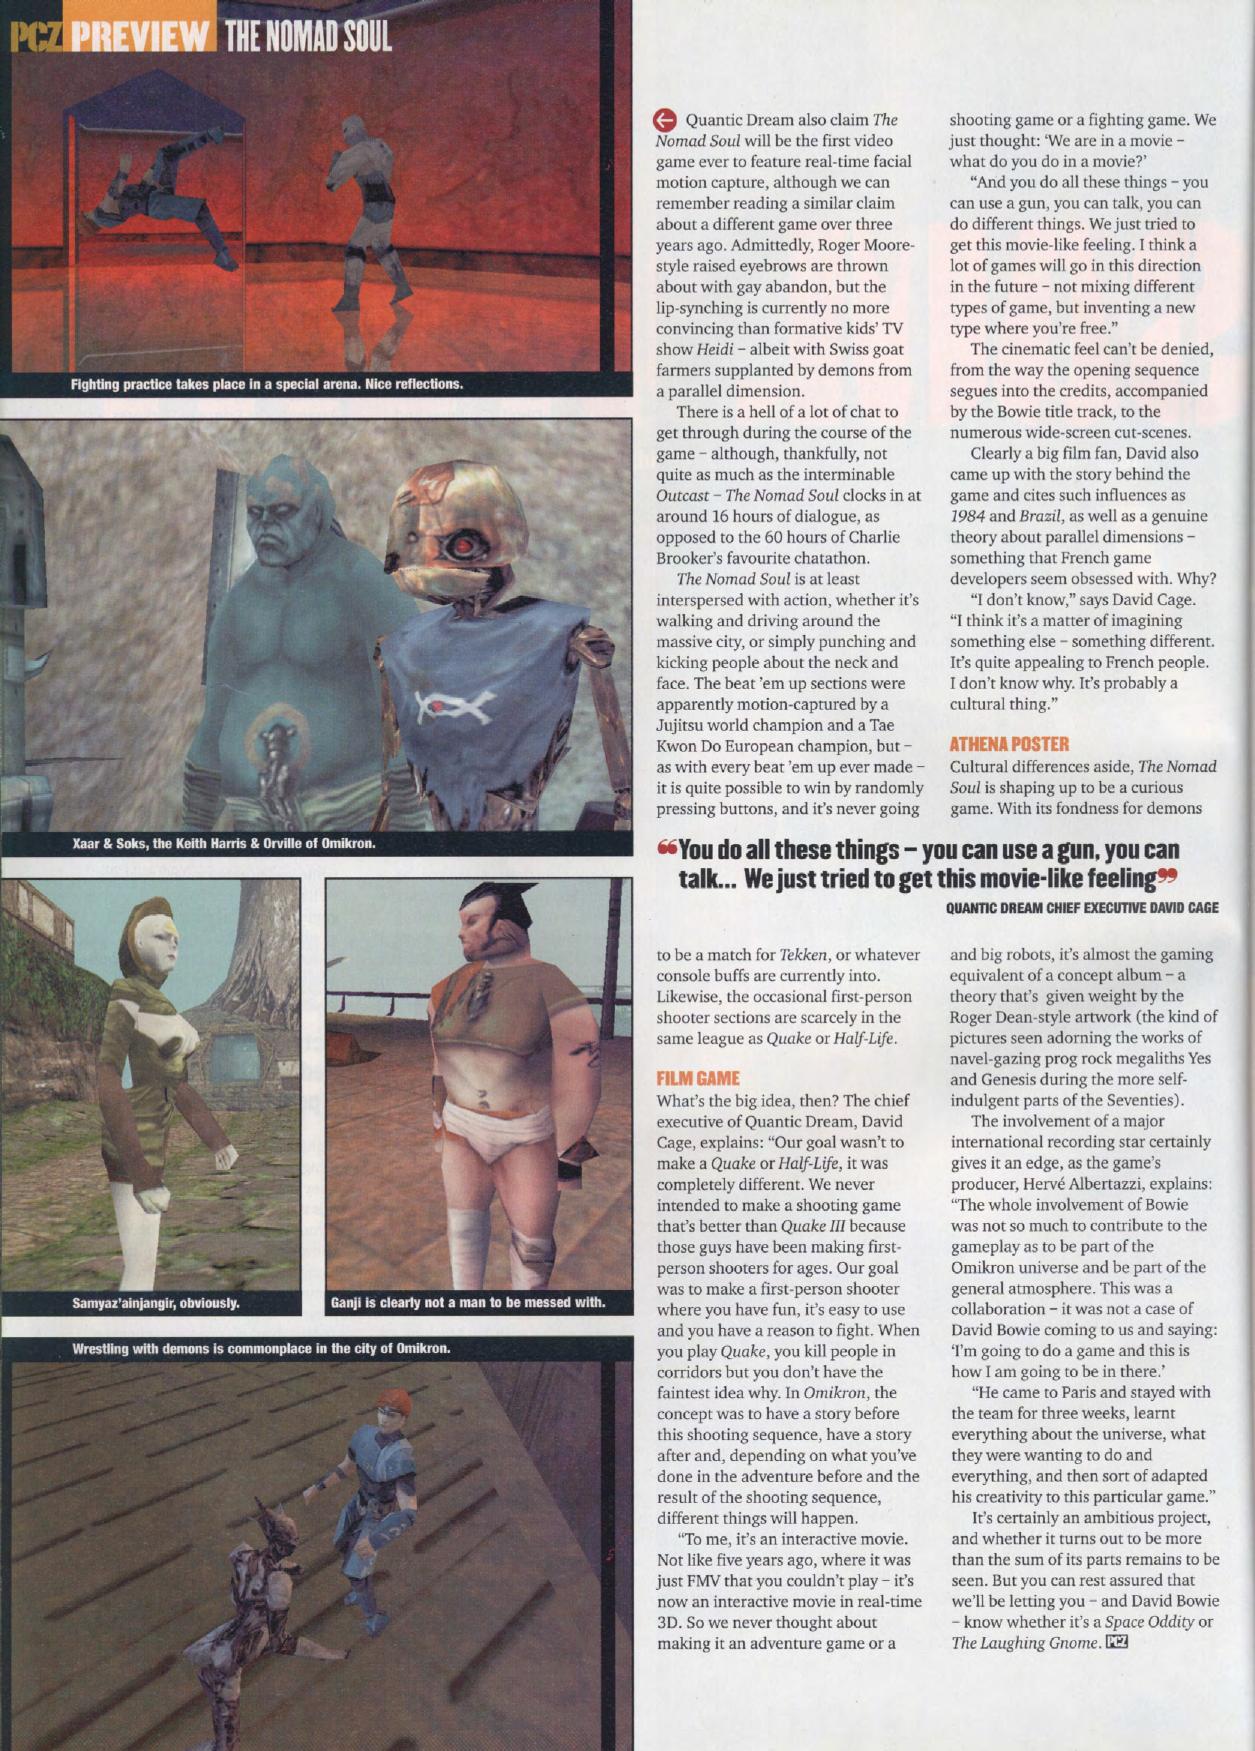 PCZ PREVIEW THE NOMAD SOUL
Fighting practice takes place in a special arena. Nice reflections.
Xaar & Soks, the Keith Harris & Orville of Omikron.
Samyaz'ainjangir, obviously.
Ganji is clearly not a man to be messed with.
Wrestling with demons is commonplace in the city of Omikron.
Quantic Dream also claim The
Nomad Soul will be the first video
game ever to feature real-time facial
motion capture, although we can
remember reading a similar claim
about a different game over three
years ago. Admittedly, Roger Moore-
style raised eyebrows are thrown
about with gay abandon, but the
lip-synching is currently no more
convincing than formative kids' TV
show Heidi – albeit with Swiss goat
farmers supplanted by demons from
a parallel dimension.
There is a hell of a lot of chat to
get through during the course of the
game – although, thankfully, not
quite as much as the interminable
Outcast – The Nomad Soul clocks in at
around 16 hours of dialogue, as
opposed to the 60 hours of Charlie
Brooker's favourite chatathon.
The Nomad Soul is at least
interspersed with action, whether it's
walking and driving around the
massive city, or simply punching and
kicking people about the neck and
face. The beat 'em up sections were
apparently motion-captured by a
Jujitsu world champion and a Tae
Kwon Do European champion, but –
as with every beat 'em up ever made –
it is quite possible to win by randomly
pressing buttons, and it's never going
to be a match for Tekken, or whatever
console buffs are currently into.
Likewise, the occasional first-person
shooter sections are scarcely in the
same league as Quake or Half-Life.
FILM GAME
What's the big idea, then? The chief
executive of Quantic Dream, David
Cage, explains: "Our goal wasn't to
make a Quake or Half-Life, it was
completely different. We never
intended to make a shooting game
that's better than Quake III because
those guys have been making first-
person shooters for ages. Our goal
was to make a first-person shooter
where you have fun, it's easy to use
and you have a reason to fight. When
you play Quake, you kill people in
corridors but you don't have the
faintest idea why. In Omikron, the
concept was to have a story before
this shooting sequence, have a story
after and, depending on what you've
done in the adventure before and the
result of the shooting sequence,
different things will happen.
"To me, it's an interactive movie.
Not like five years ago, where it was
just FMV that you couldn't play – it's
now an interactive movie in real-time
3D. So we never thought about
making it an adventure game or a
shooting game or a fighting game. We
just thought: 'We are in a movie –
what do you do in a movie?'
"And you do all these things – you
can use a gun, you can talk, you can
do different things. We just tried to
get this movie-like feeling. I think a
lot of games will go in this direction
in the future – not mixing different
types of game, but inventing a new
type where you're free."
The cinematic feel can't be denied,
from the way the opening sequence
segues into the credits, accompanied
by the Bowie title track, to the
numerous wide-screen cut-scenes.
Clearly a big film fan, David also
came up with the story behind the
game and cites such influences as
1984 and Brazil, as well as a genuine
theory about parallel dimensions –
something that French game
developers seem obsessed with. Why?
"I don't know," says David Cage.
"I think it's a matter of imagining
something else – something different.
It's quite appealing to French people.
I don't know why. It's probably a
cultural thing."
ATHENA POSTER
Cultural differences aside, The Nomad
Soul is shaping up to be a curious
game. With its fondness for demons
and big robots, it's almost the gaming
equivalent of a concept album – a
theory that's given weight by the
Roger Dean-style artwork (the kind of
pictures seen adorning the works of
navel-gazing prog rock megaliths Yes
and Genesis during the more self-
indulgent parts of the Seventies).
The involvement of a major
international recording star certainly
gives it an edge, as the game's
producer, Hervé Albertazzi, explains:
"The whole involvement of Bowie
was not so much to contribute to the
gameplay as to be part of the
Omikron universe and be part of the
general atmosphere. This was a
collaboration – it was not a case of
David Bowie coming to us and saying:
'I'm going to do a game and this is
how I am going to be in there.'
"He came to Paris and stayed with
the team for three weeks, learnt
everything about the universe, what
they were wanting to do and
everything, and then sort of adapted
his creativity to this particular game."
It's certainly an ambitious project,
and whether it turns out to be more
than the sum of its parts remains to be
seen. But you can rest assured that
we'll be letting you – and David Bowie
– know whether it's a Space Oddity or
The Laughing Gnome. PCZ
"You do all these things – you can use a gun, you can
talk... We just tried to get this movie-like feeling"
QUANTIC DREAM CHIEF EXECUTIVE DAVID CAGE